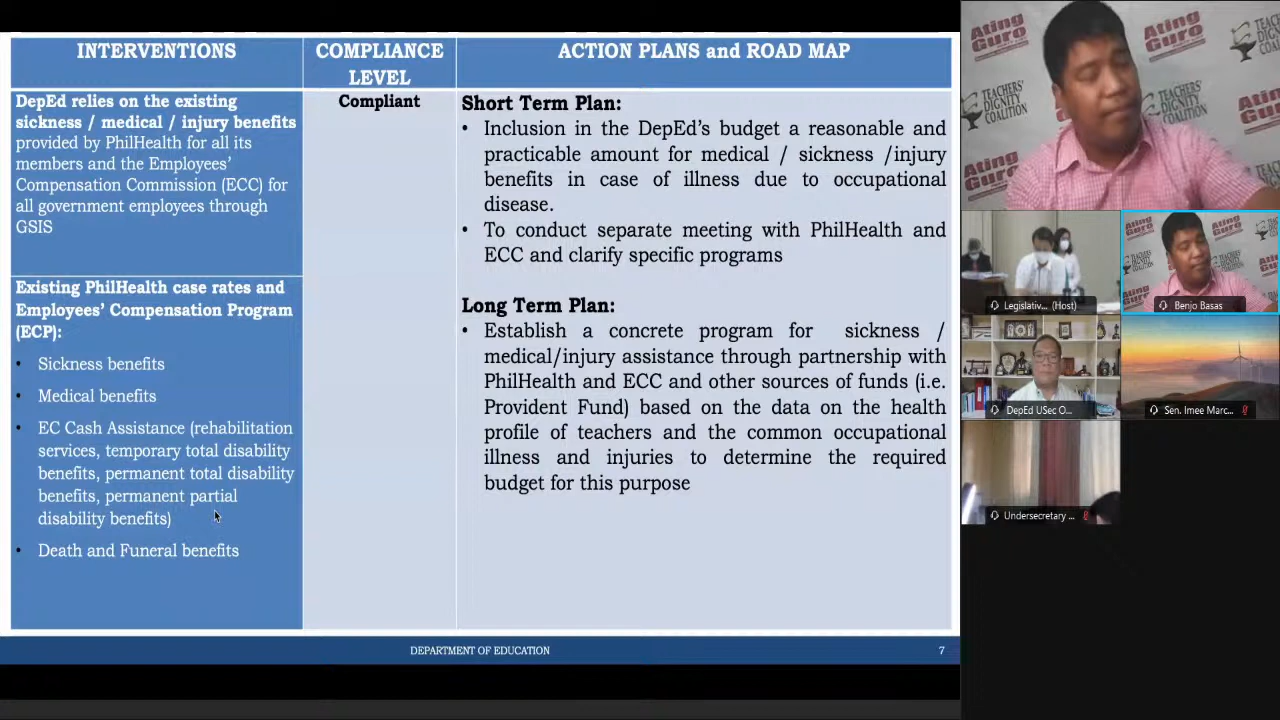 INTERVENTIONS
COMPLIANCE
LEVEL
ACTION PLANS and ROAD MAP
DepEd relies on the existing
sickness / medical / injury benefits
provided by PhilHealth for all its
members and the Employees’
Compensation Commission (ECC) for
all government employees through
GSIS
Existing PhilHealth case rates and
Employees’ Compensation Program
(ECP):
• Sickness benefits
• Medical benefits
• EC Cash Assistance (rehabilitation
services, temporary total disability
benefits, permanent total disability
benefits, permanent partial
disability benefits)
• Death and Funeral benefits
Compliant
Short Term Plan:
• Inclusion in the DepEd’s budget a reasonable and
practicable amount for medical / sickness /injury
benefits in case of illness due to occupational
disease.
• To conduct separate meeting with PhilHealth and
ECC and clarify specific programs
Long Term Plan:
• Establish a concrete program for sickness /
medical/injury assistance through partnership with
PhilHealth and ECC and other sources of funds (i.e.
Provident Fund) based on the data on the health
profile of teachers and the common occupational
illness and injuries to determine the required
budget for this purpose
DEPARTMENT OF EDUCATION
7
Ating
Guro
Ating
Guro
TEACHERS'
DIGNITY
COALITION
Ating
Guro
Legislativ... (Host)
Benjo Basas
DepEd USec O...
Sen. Imee Marc...
Undersecretary ...